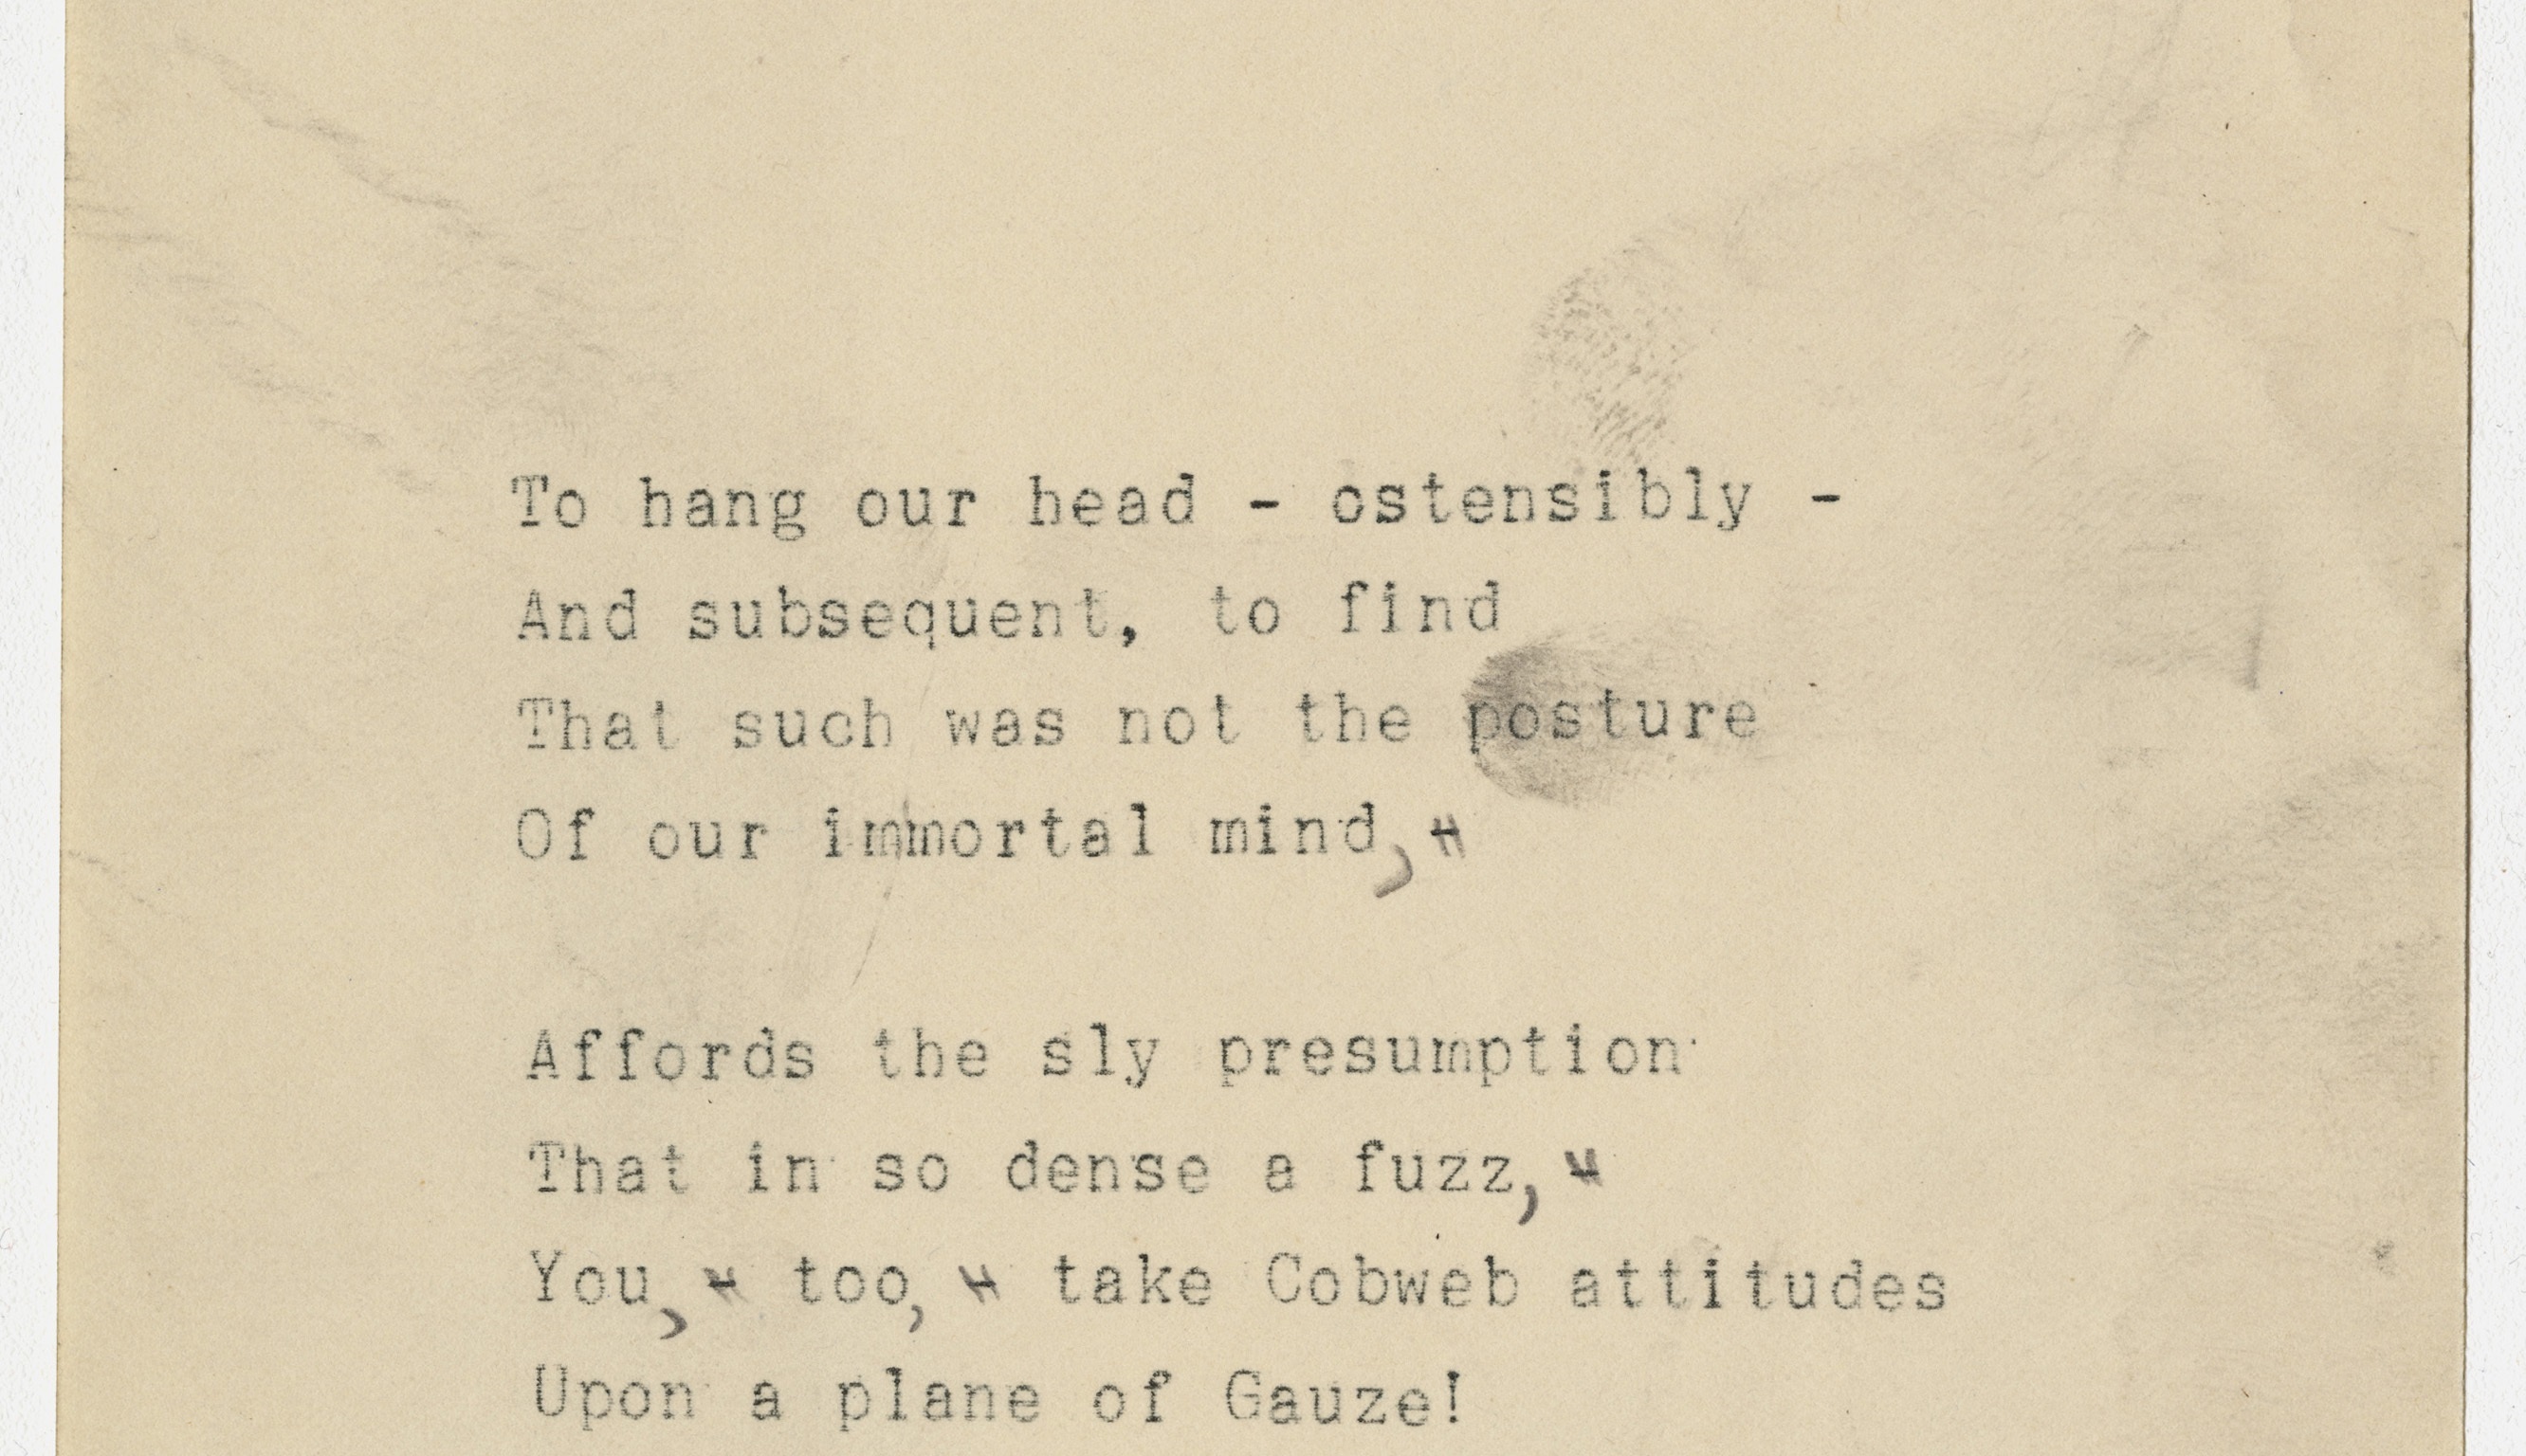 To hang our head - ostensibly -
And subsequent, to find
That such was not the posture
Of our immortal mind,
Affords the sly presumption
That in so dense a fuzz,
You, too, take Cobweb attitudes
Upon a plane of Gauze!